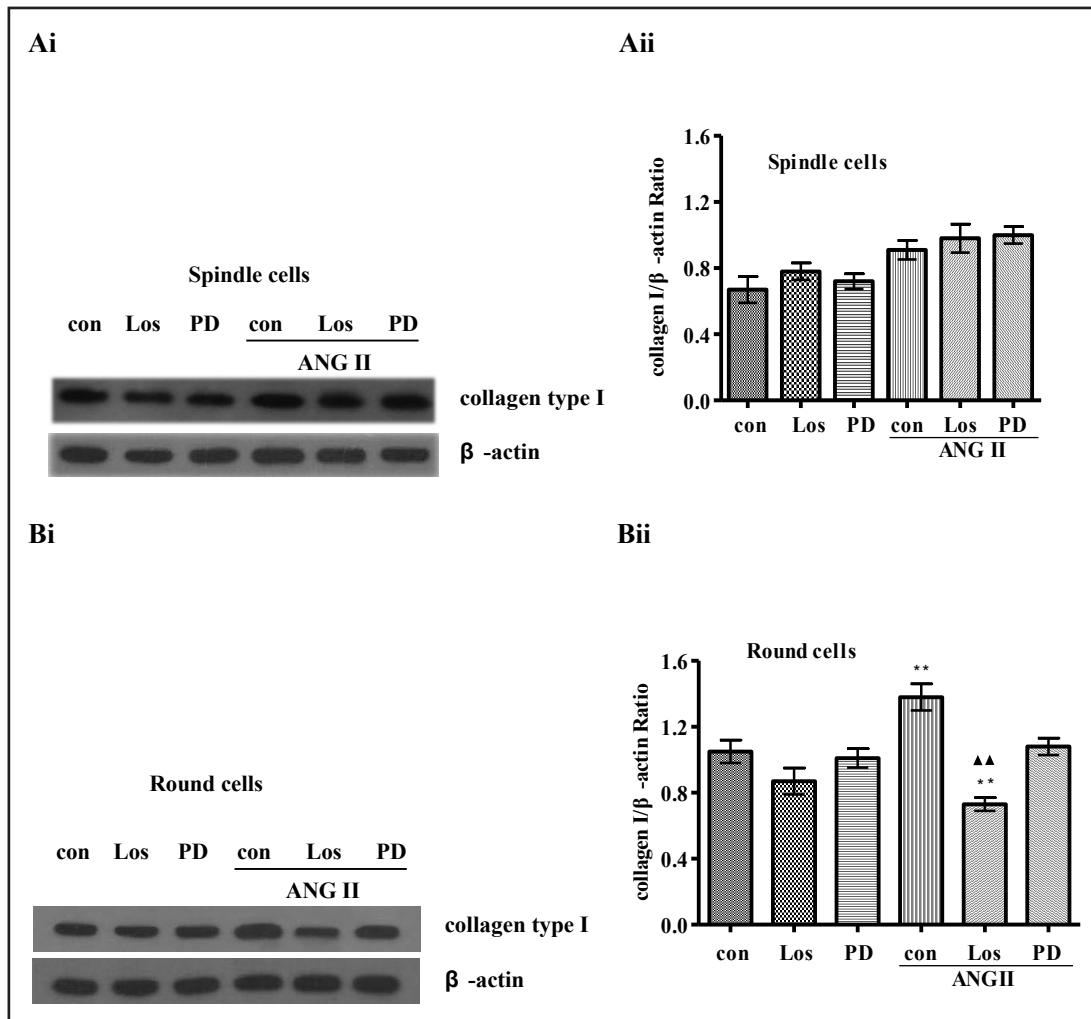 Ai
Spindle cells
con Los PD con Los PD
ANG II
collagen type I
β -actin
Aii
collagen I/β -actin Ratio
1.6
1.2
0.8
0.4
0.0
Spindle cells
con Los PD con Los PD
ANG II
Bi
Round cells
con Los PD con Los PD
ANG II
collagen type I
β -actin
Bii
collagen I/β -actin Ratio
1.6
1.2
0.8
0.4
0.0
Round cells
**
▲▲
**
con Los PD con Los PD
ANGII